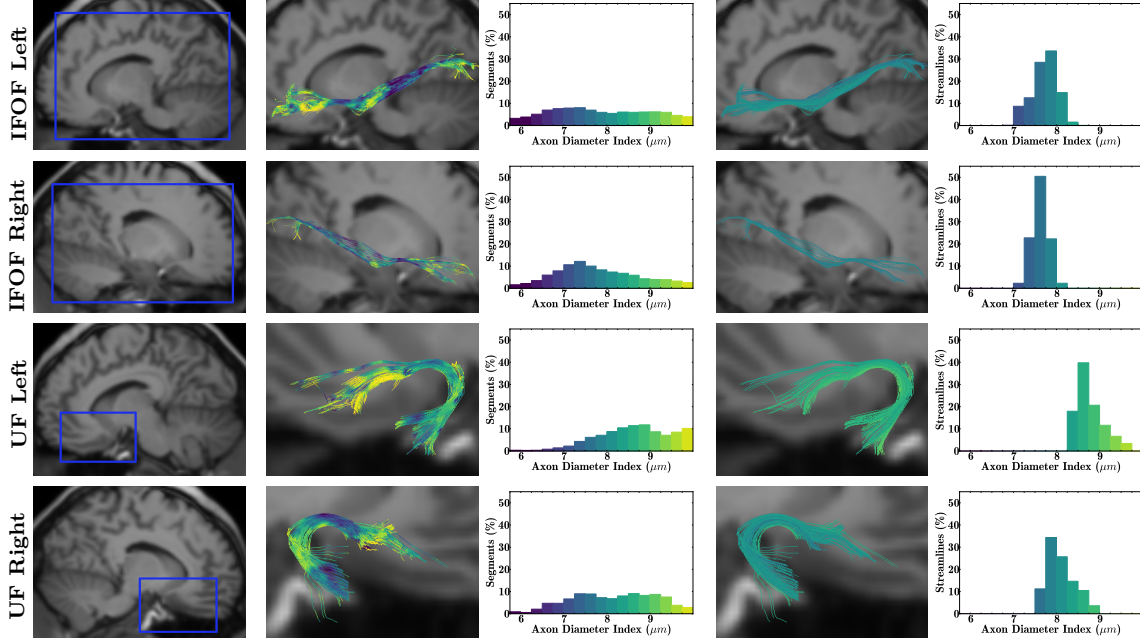 IFOF Left
Segments (%)
50
40
30
20
10
0
6 7 8 9
Axon Diameter Index (μm)
Streamlines (%)
50
40
30
20
10
0
7 8 9
Axon Diameter Index (μm)
IFOF Right
Segments (%)
50
40
30
20
10
0
6 7 8 9
Axon Diameter Index (μm)
Streamlines (%)
50
40
30
20
10
0
6 7 8 9
Axon Diameter Index (μm)
UF Left
Segments (%)
50
40
30
20
10
0
6 7 8 9
Axon Diameter Index (μm)
Streamlines (%)
50
40
30
20
10
0
6 7 8 9
Axon Diameter Index (μm)
UF Right
Segments (%)
50
40
30
20
10
0
6 7 8 9
Axon Diameter Index (μm)
Streamlines (%)
50
40
30
20
10
0
6 7 8 9
Axon Diameter Index (μm)